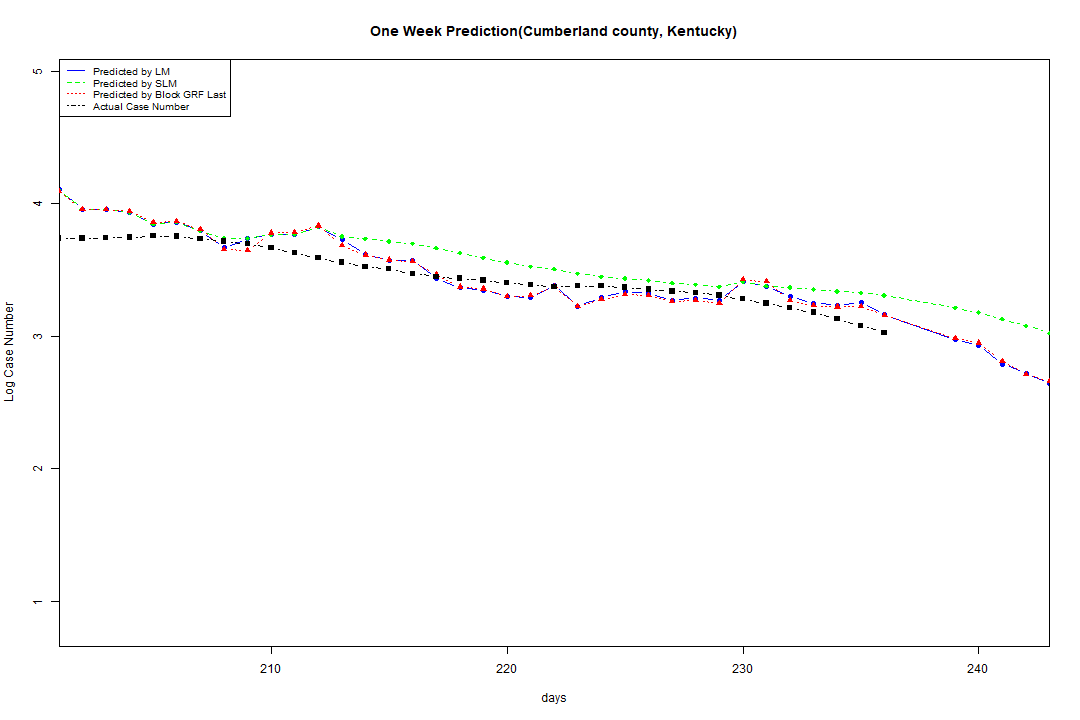 One Week Prediction(Cumberland county, Kentucky)
Predicted by LM
Predicted by SLM
Predicted by Block GRF Last
Actual Case Number
5
4
3
2
1
Log Case Number
210 220 230 240
days